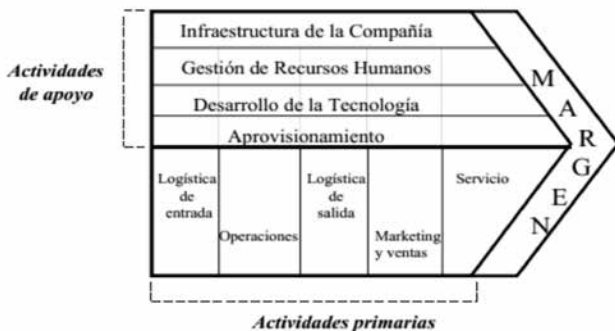 Infraestructura de la Compañía
Actividades
de apoyo
Gestión de Recursos Humanos
Desarrollo de la Tecnología
Aprovisionamiento
MARGEN
Logística
de
entrada
Operaciones
Logística
de
salida
Marketing
y ventas
Servicio
Actividades primarias